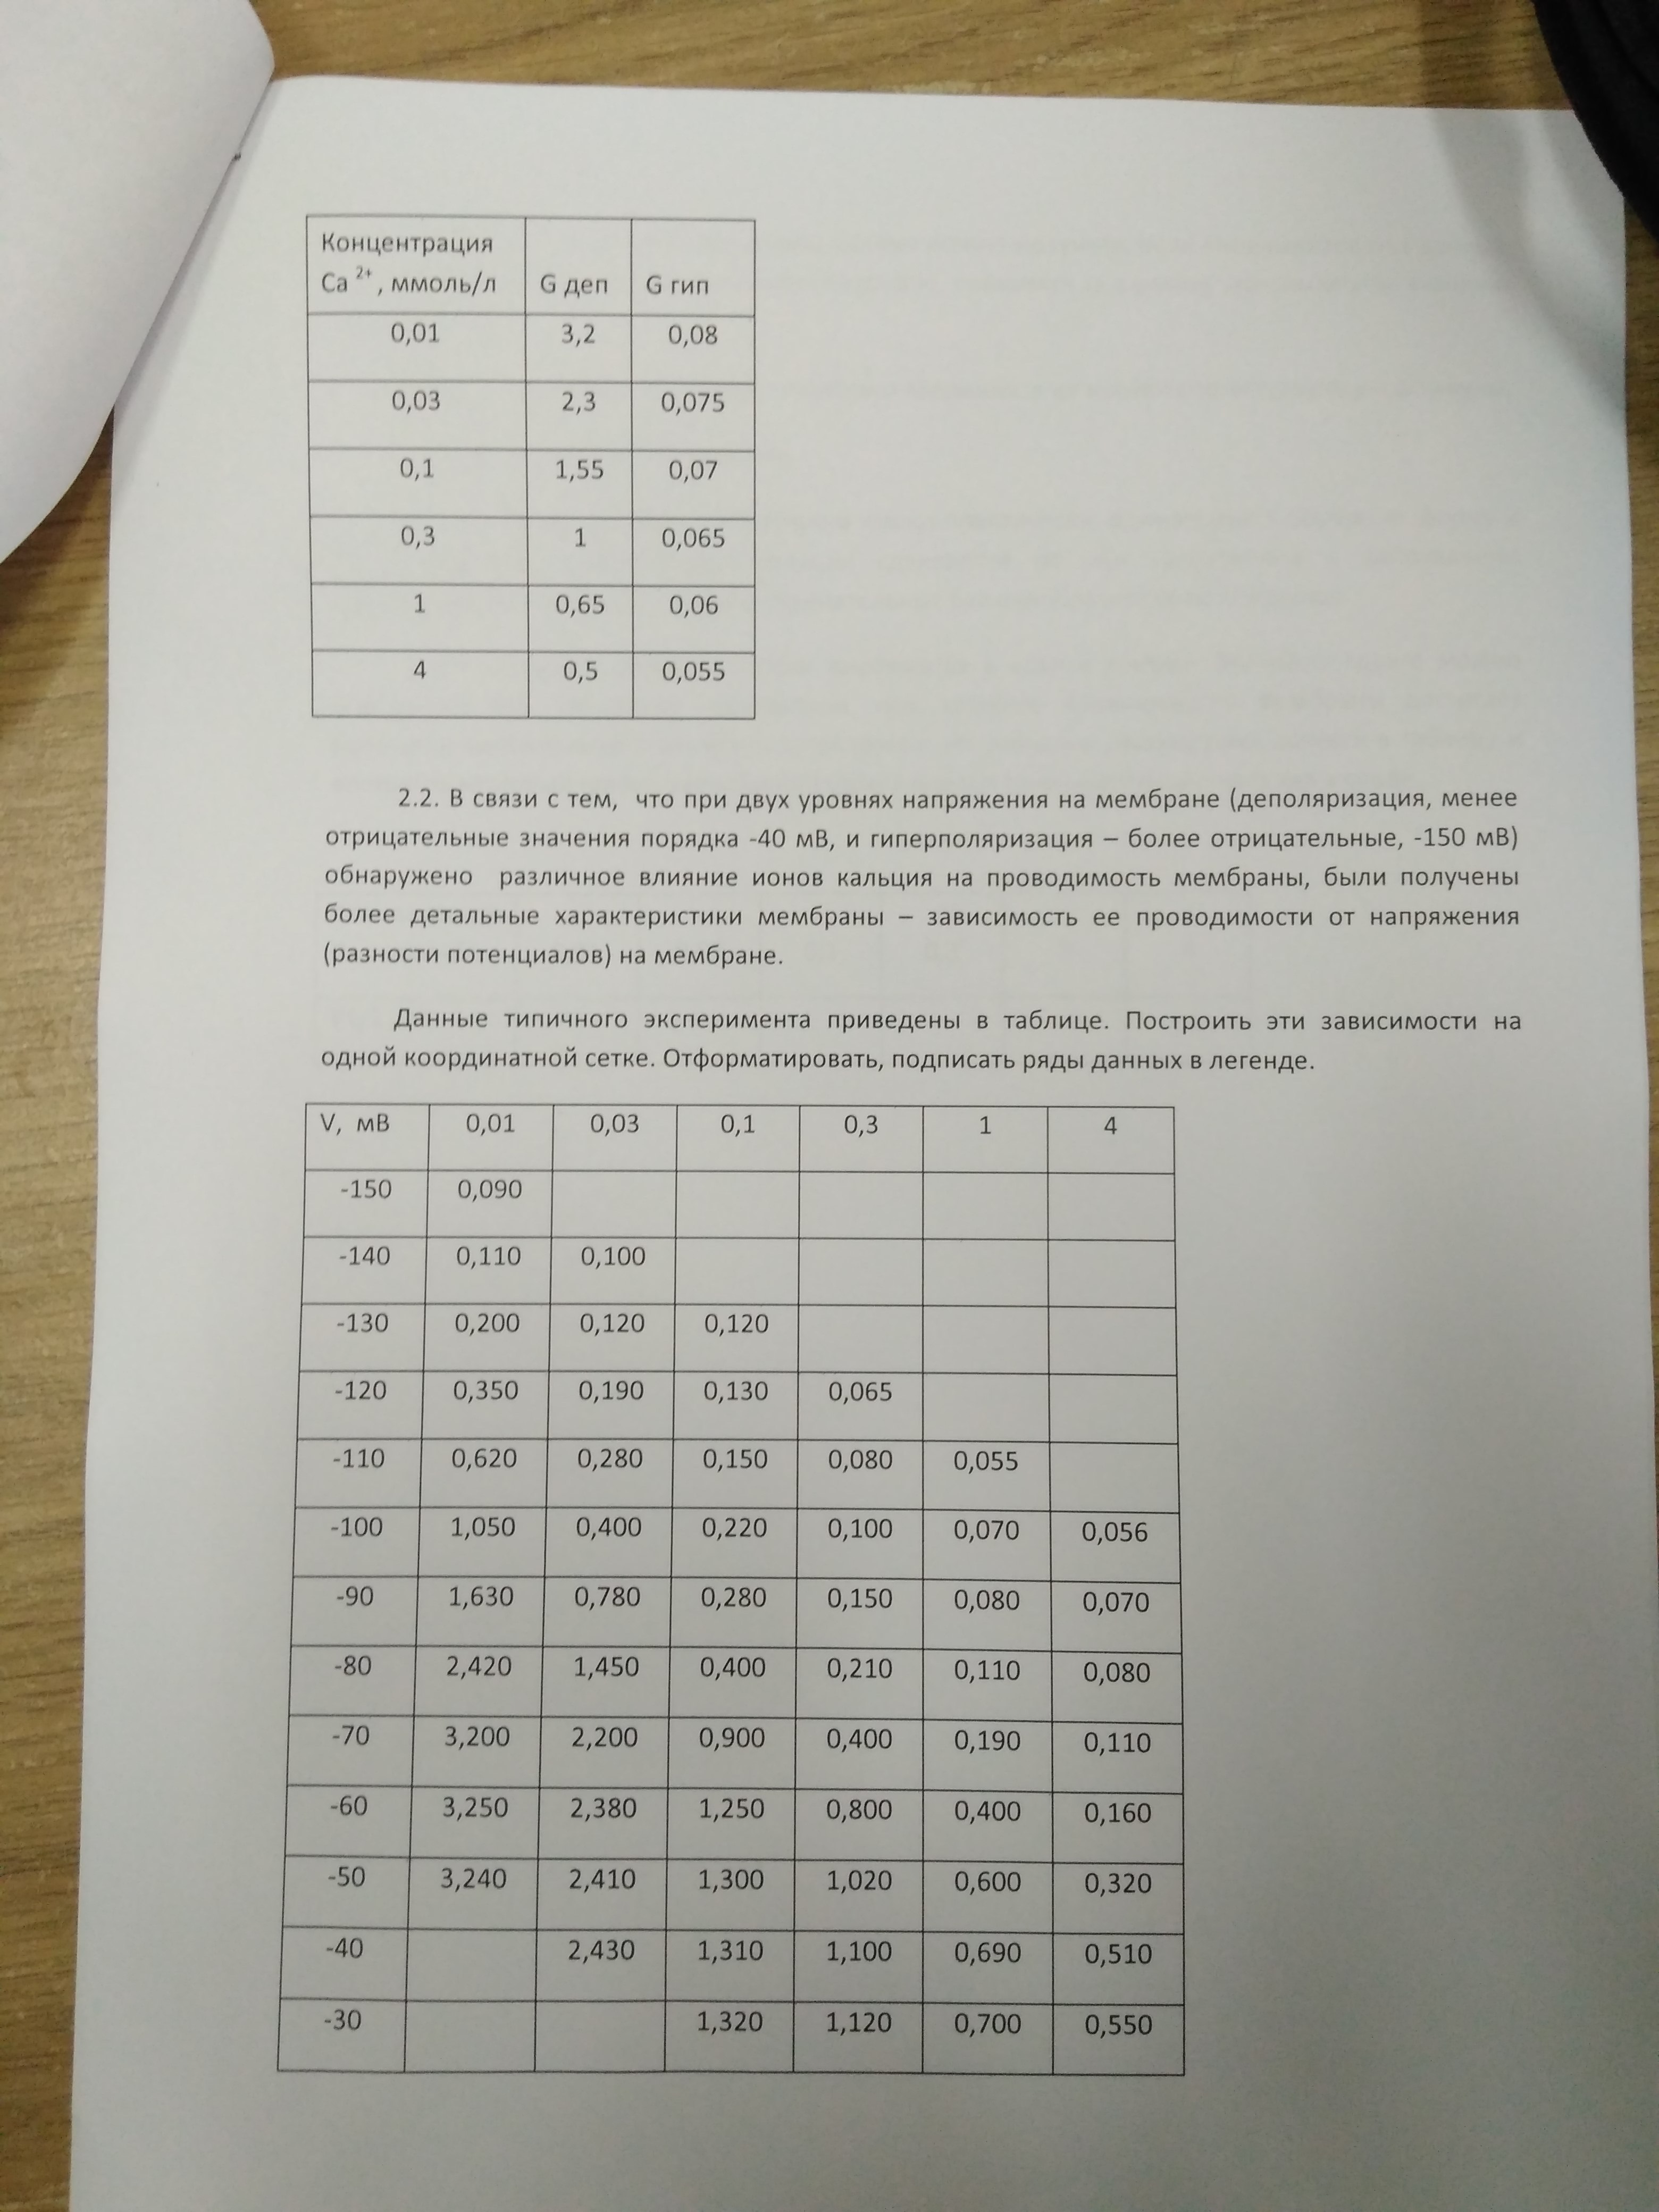 Концентрация
Ca 2+ , ммоль/л G деп G гип
0,01 3,2 0,08
0,03 2,3 0,075
0,1 1,55 0,07
0,3 1 0,065
1 0,65 0,06
4 0,5 0,055
2.2. В связи с тем, что при двух уровнях напряжения на мембране (деполяризация, менее
отрицательные значения порядка -40 мВ, и гиперполяризация – более отрицательные, -150 мВ)
обнаружено различное влияние ионов кальция на проводимость мембраны, были получены
более детальные характеристики мембраны – зависимость ее проводимости от напряжения
(разности потенциалов) на мембране.
Данные типичного эксперимента приведены в таблице. Построить эти зависимости на
одной координатной сетке. Отформатировать, подписать ряды данных в легенде.
V, мВ 0,01 0,03 0,1 0,3 1 4
-150 0,090
-140 0,110 0,100
-130 0,200 0,120 0,120
-120 0,350 0,190 0,130 0,065
-110 0,620 0,280 0,150 0,080 0,055
-100 1,050 0,400 0,220 0,100 0,070 0,056
-90 1,630 0,780 0,280 0,150 0,080 0,070
-80 2,420 1,450 0,400 0,210 0,110 0,080
-70 3,200 2,200 0,900 0,400 0,190 0,110
-60 3,250 2,380 1,250 0,800 0,400 0,160
-50 3,240 2,410 1,300 1,020 0,600 0,320
-40 2,430 1,310 1,100 0,690 0,510
-30 1,320 1,120 0,700 0,550